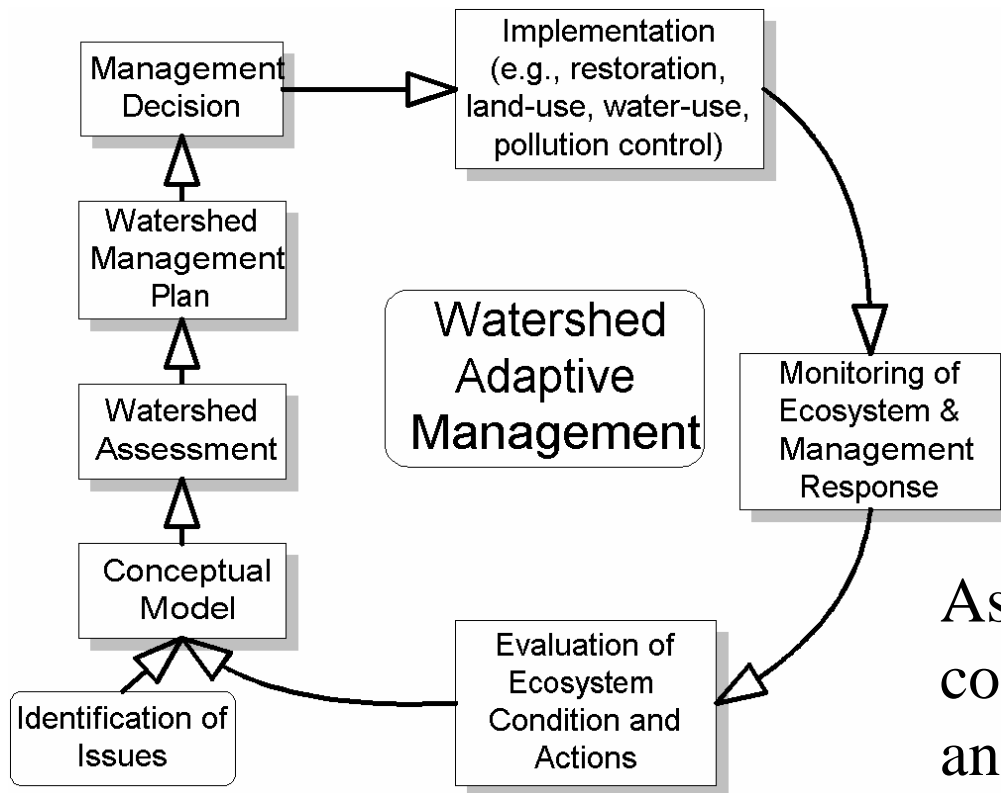 Management
Decision
Implementation
(e.g., restoration,
land-use, water-use,
pollution control)
Watershed
Management
Plan
Watershed
Adaptive
Management
Watershed
Assessment
Monitoring of
Ecosystem &
Management
Response
Conceptual
Model
Evaluation of
Ecosystem
Condition and
Actions
Identification of
Issues